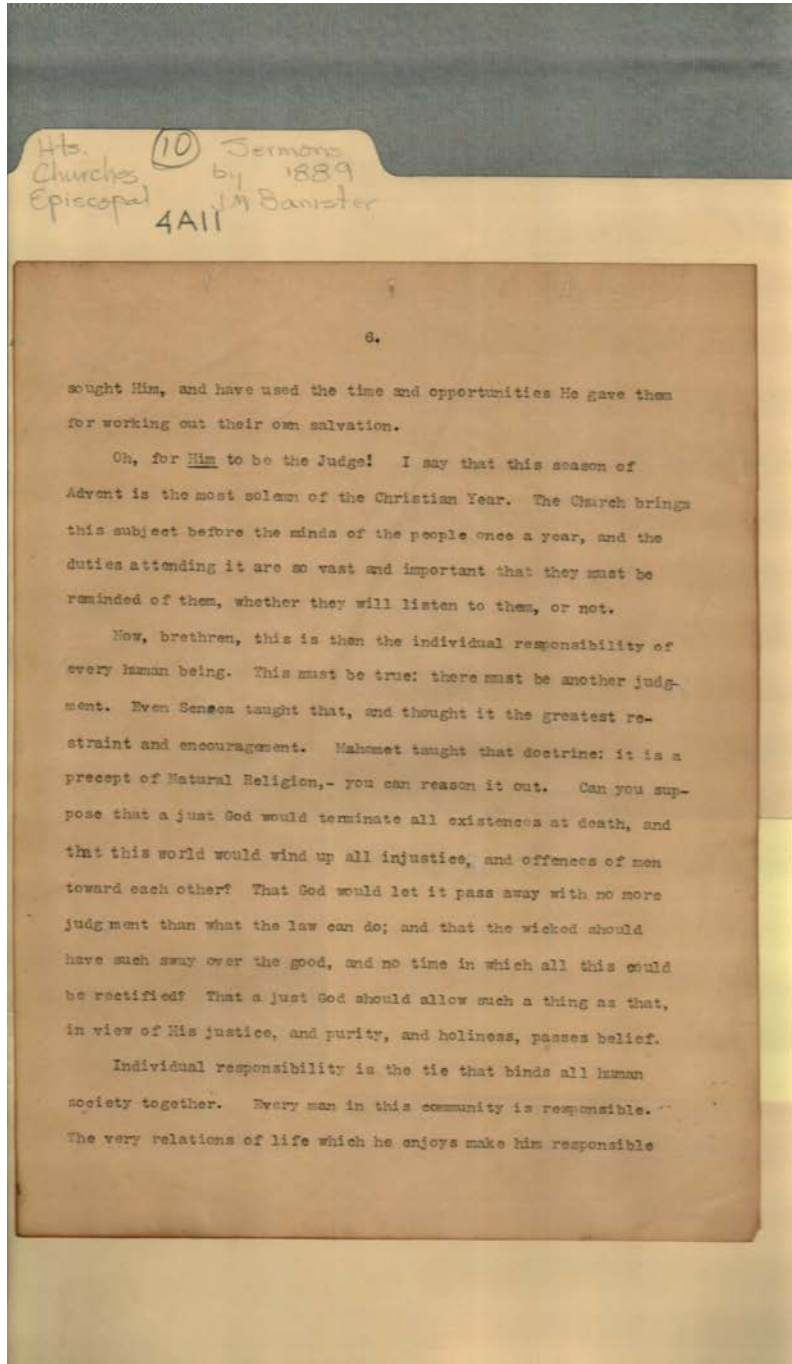 Hts. (10) Sermons
Churches by 1889
Episcopal J M Banister
4A11
6.
sought Him, and have used the time and opportunities He gave them
for working out their own salvation.
Oh, for Him to be the Judge! I say that this season of
Advent is the most solemn of the Christian Year. The Church brings
this subject before the minds of the people once a year, and the
duties attending it are so vast and important that they must be
reminded of them, whether they will listen to them, or not.
Now, brethren, this is then the individual responsibility of
every human being. This must be true: there must be another judg-
ment. Even Seneca taught that, and thought it the greatest re-
straint and encouragement. Mahomet taught that doctrine: it is a
precept of Natural Religion,- you can reason it out. Can you sup-
pose that a just God would terminate all existences at death, and
that this world would wind up all injustice, and offences of men
toward each other? That God would let it pass away with no more
judgment than what the law can do; and that the wicked should
have such sway over the good, and no time in which all this could
be rectified? That a just God should allow such a thing as that,
in view of His justice, and purity, and holiness, passes belief.
Individual responsibility is the tie that binds all human
society together. Every man in this community is responsible.
The very relations of life which he enjoys make him responsible